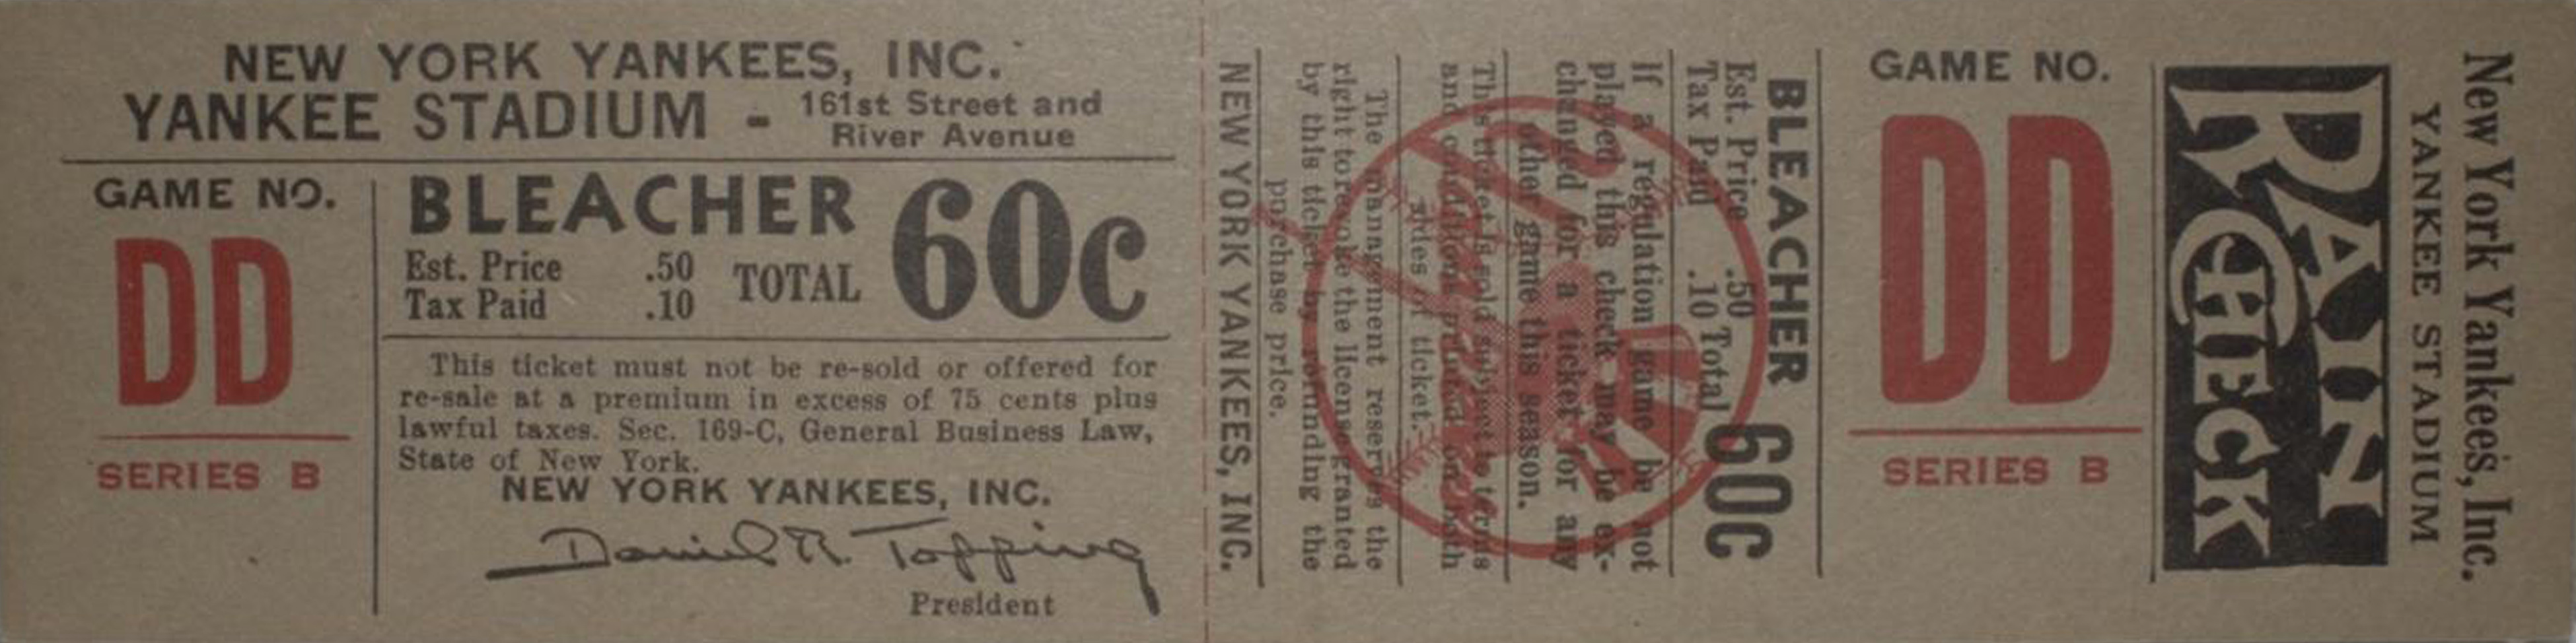 NEW YORK YANKEES, INC.
YANKEE STADIUM - 161st Street and
River Avenue
GAME NO.
DD
SERIES B
BLEACHER 60c
Est. Price .50
Tax Paid .10
TOTAL
This ticket must not be re-sold or offered for
re-sale at a premium in excess of 75 cents plus
lawful taxes. Sec. 169-C, General Business Law,
State of New York.
NEW YORK YANKEES, INC.
Daniel R. Topping
President
New York Yankees, Inc.
YANKEE STADIUM
RAIN
CHECK
GAME NO.
DD
SERIES B
BLEACHER
Est. Price .50
Tax Paid .10 Total 60c
If a regulation game be not
played this check may be ex-
changed for a ticket for any
other game this season.
This ticket is sold subject to terms
and conditions printed on both
sides of ticket.
The management reserves the
right to revoke the license granted
by this ticket by refunding the
purchase price.
NEW YORK YANKEES, INC.